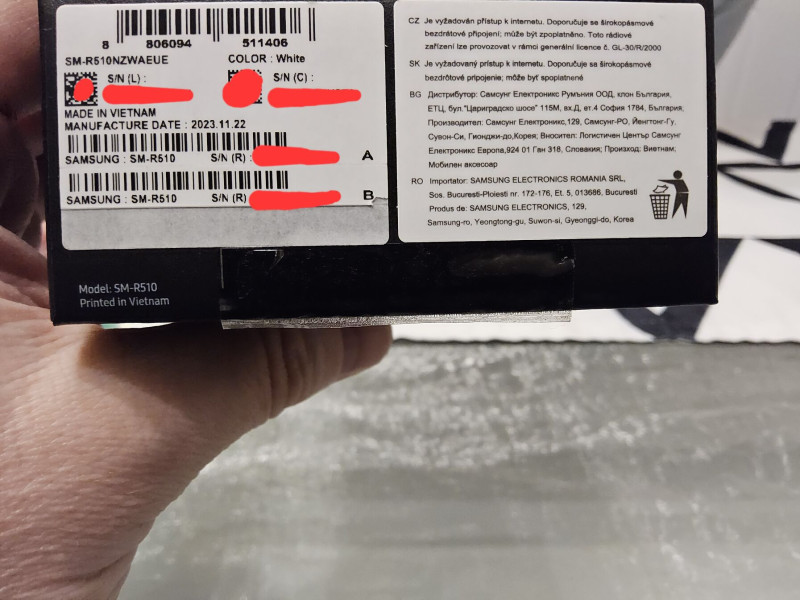 8 806094 511406
SM-R510NZWAEUE COLOR : White
S/N (L) : S/N (C) :
MADE IN VIETNAM
MANUFACTURE DATE : 2023.11.22
SAMSUNG : SM-R510 S/N (R) : A
SAMSUNG : SM-R510 S/N (R) B
Model: SM-R510
Printed in Vietnam
CZ Je vyžadován přístup k internetu. Doporučuje se širokopásmové
bezdrátové připojení; může být zpoplatněno. Toto rádiové
zařízení lze provozovat v rámci generální licence č. GL-30/R/2000
SK Je vyžadovaný prístup k internetu. Doporučuje sa širokopásmové
bezdrôtové pripojenie; môže byť spoplatnené
BG Дистрибутор: Самсунг Електроникс Румъния ООД, клон България,
ЕТЦ, бул."Цариградско шосе" 115М, вх.Д, ет.4 София 1784, България,
Производител: Самсунг Електроникс,129, Самсунг-РО, Йенгтонг-Гу,
Сувон-Си, Гионджи-до,Корея; Вносител: Логистичен Център Самсунг
Електроникс Европа,924 01 Ган 318, Словакия; Произход: Виетнам;
Мобилен аксесоар
RO Importator: SAMSUNG ELECTRONICS ROMANIA SRL,
Sos. Bucuresti-Ploiesti nr. 172-176, Et. 5, 013686, Bucuresti
Produs de: SAMSUNG ELECTRONICS, 129,
Samsung-ro, Yeongtong-gu, Suwon-si, Gyeonggi-do, Korea